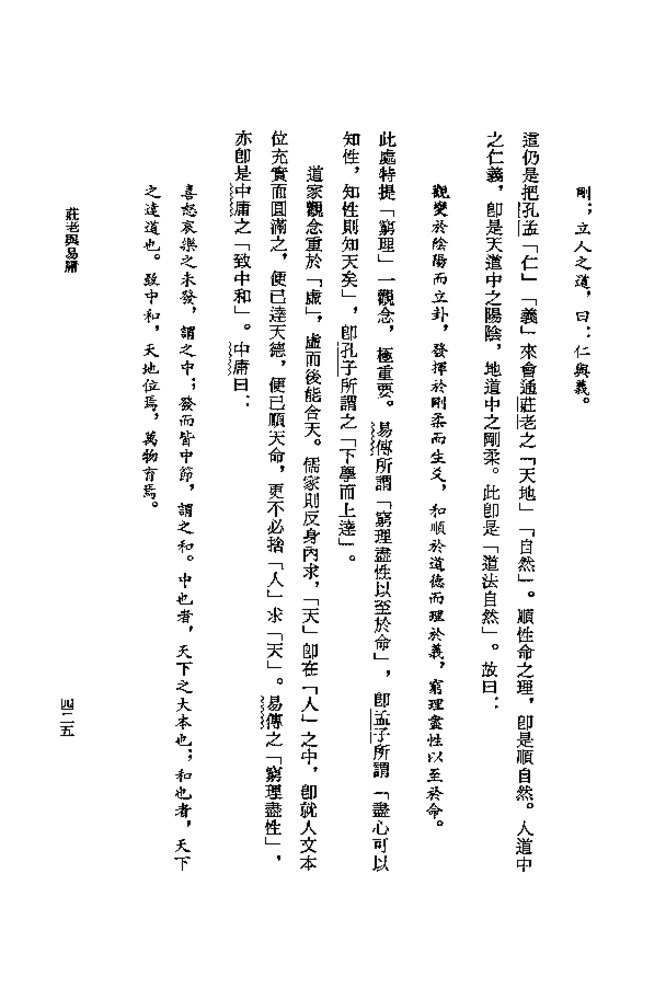 剛；立人之道，曰：仁與義。
這仍是把孔孟「仁」「義」來會通莊老之「天地」「自然」。順性命之理，卽是順自然。人道中
之仁義，卽是天道中之陽陰，地道中之剛柔。此卽是「道法自然」。故曰：
觀變於陰陽而立卦，發揮於剛柔而生爻，和順於道德而理於義，窮理盡性以至於命。
此處特提「窮理」一觀念，極重要。易傳所謂「窮理盡性以至於命」，卽孟子所謂「盡心可以
知性，知性則知天矣」，卽孔子所謂之「下學而上達」。
道家觀念重於「虛」，虛而後能合天。儒家則反身內求，「天」卽在「人」之中，卽就人文本
位充實而圓滿之，便已達天德，便已順天命，更不必捨「人」求「天」。易傳之「窮理盡性」，
亦卽是中庸之「致中和」。中庸曰：
喜怒哀樂之未發，謂之中；發而皆中節，謂之和。中也者，天下之大本也；和也者，天下
之達道也。致中和，天地位焉，萬物育焉。
莊老與易庸
四二五